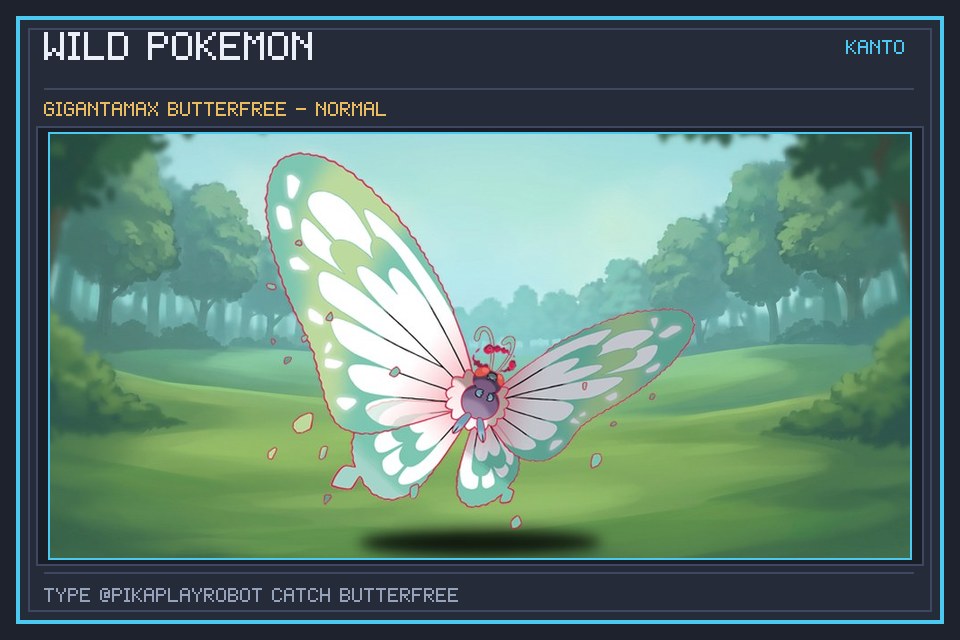 WILD POKEMON
KANTO
GIGANTAMAX BUTTERFREE - NORMAL
TYPE @PIKAPLAYROBOT CATCH BUTTERFREE